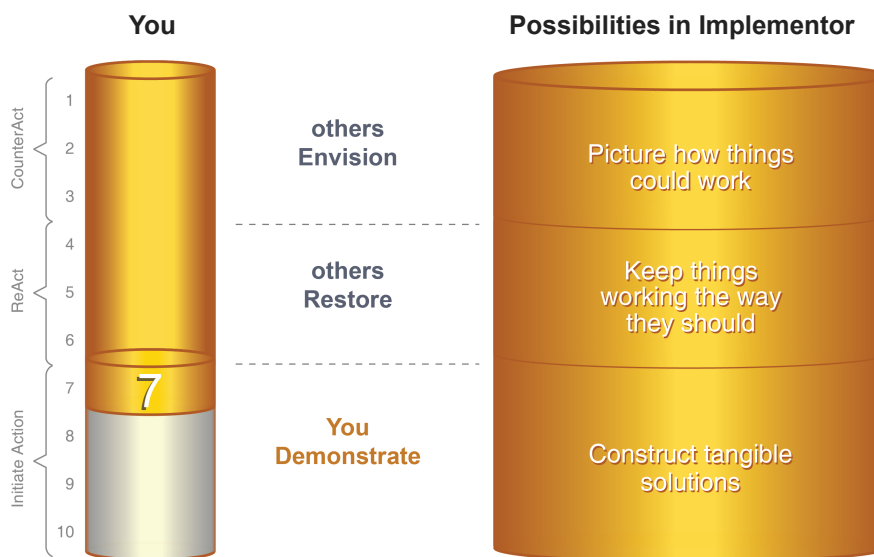 You
Possibilities in Implementor
CounterAct
1
2
3
others
Envision
Picture how things
could work
ReAct
4
5
6
others
Restore
Keep things
working the way
they should
Initiate Action
7
8
9
10
7
You
Demonstrate
Construct tangible
solutions